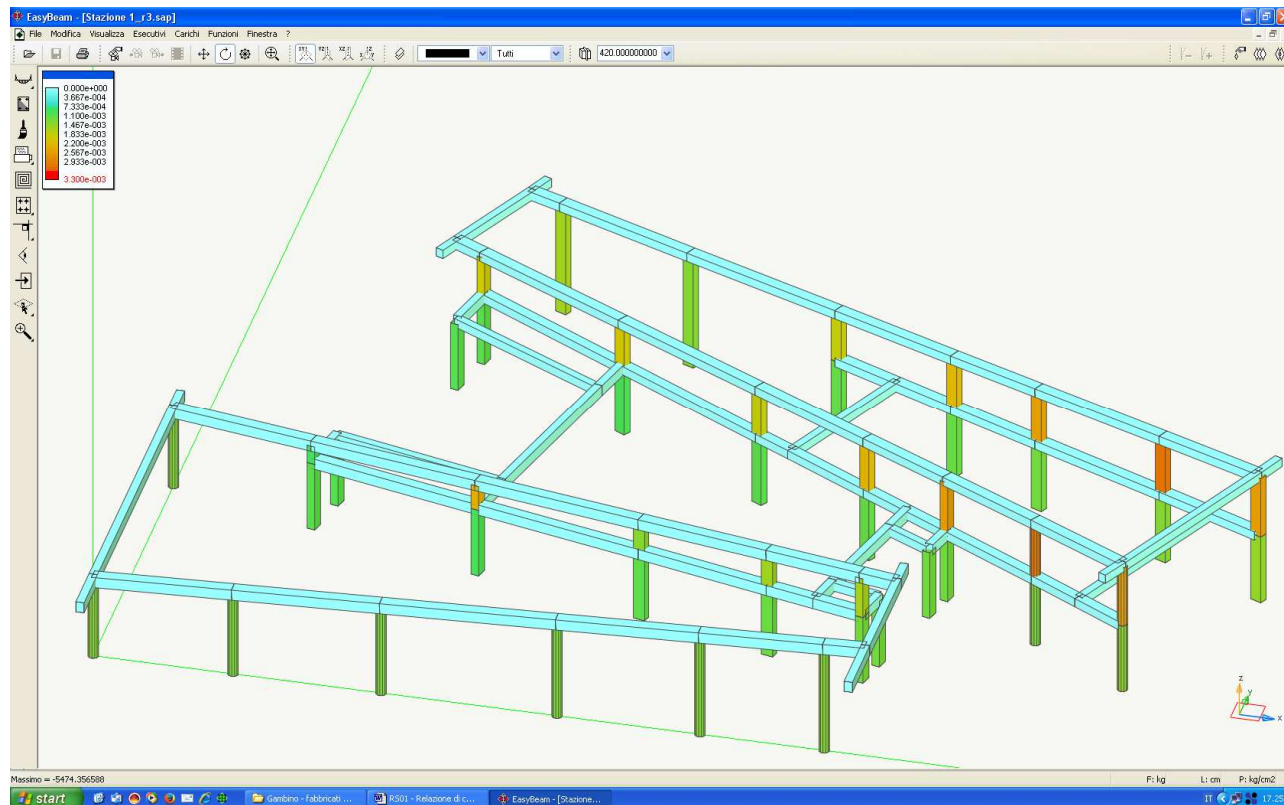 EasyBeam - [Stazione 1_r3.sap]
File Modifica Visualizza Esecutivi Carichi Funzioni Finestra ?
Tutti
420.000000000
0.000e+000
3.667e-004
7.333e-004
1.100e-003
1.467e-003
1.833e-003
2.200e-003
2.567e-003
2.933e-003
3.300e-003
z
y
x
Massimo = -5474.356588
F: kg
L: cm
P: kg/cm2
start
Gambino - fabbricati ...
RS01 - Relazione di c...
EasyBeam - [Stazione...
IT
17.25